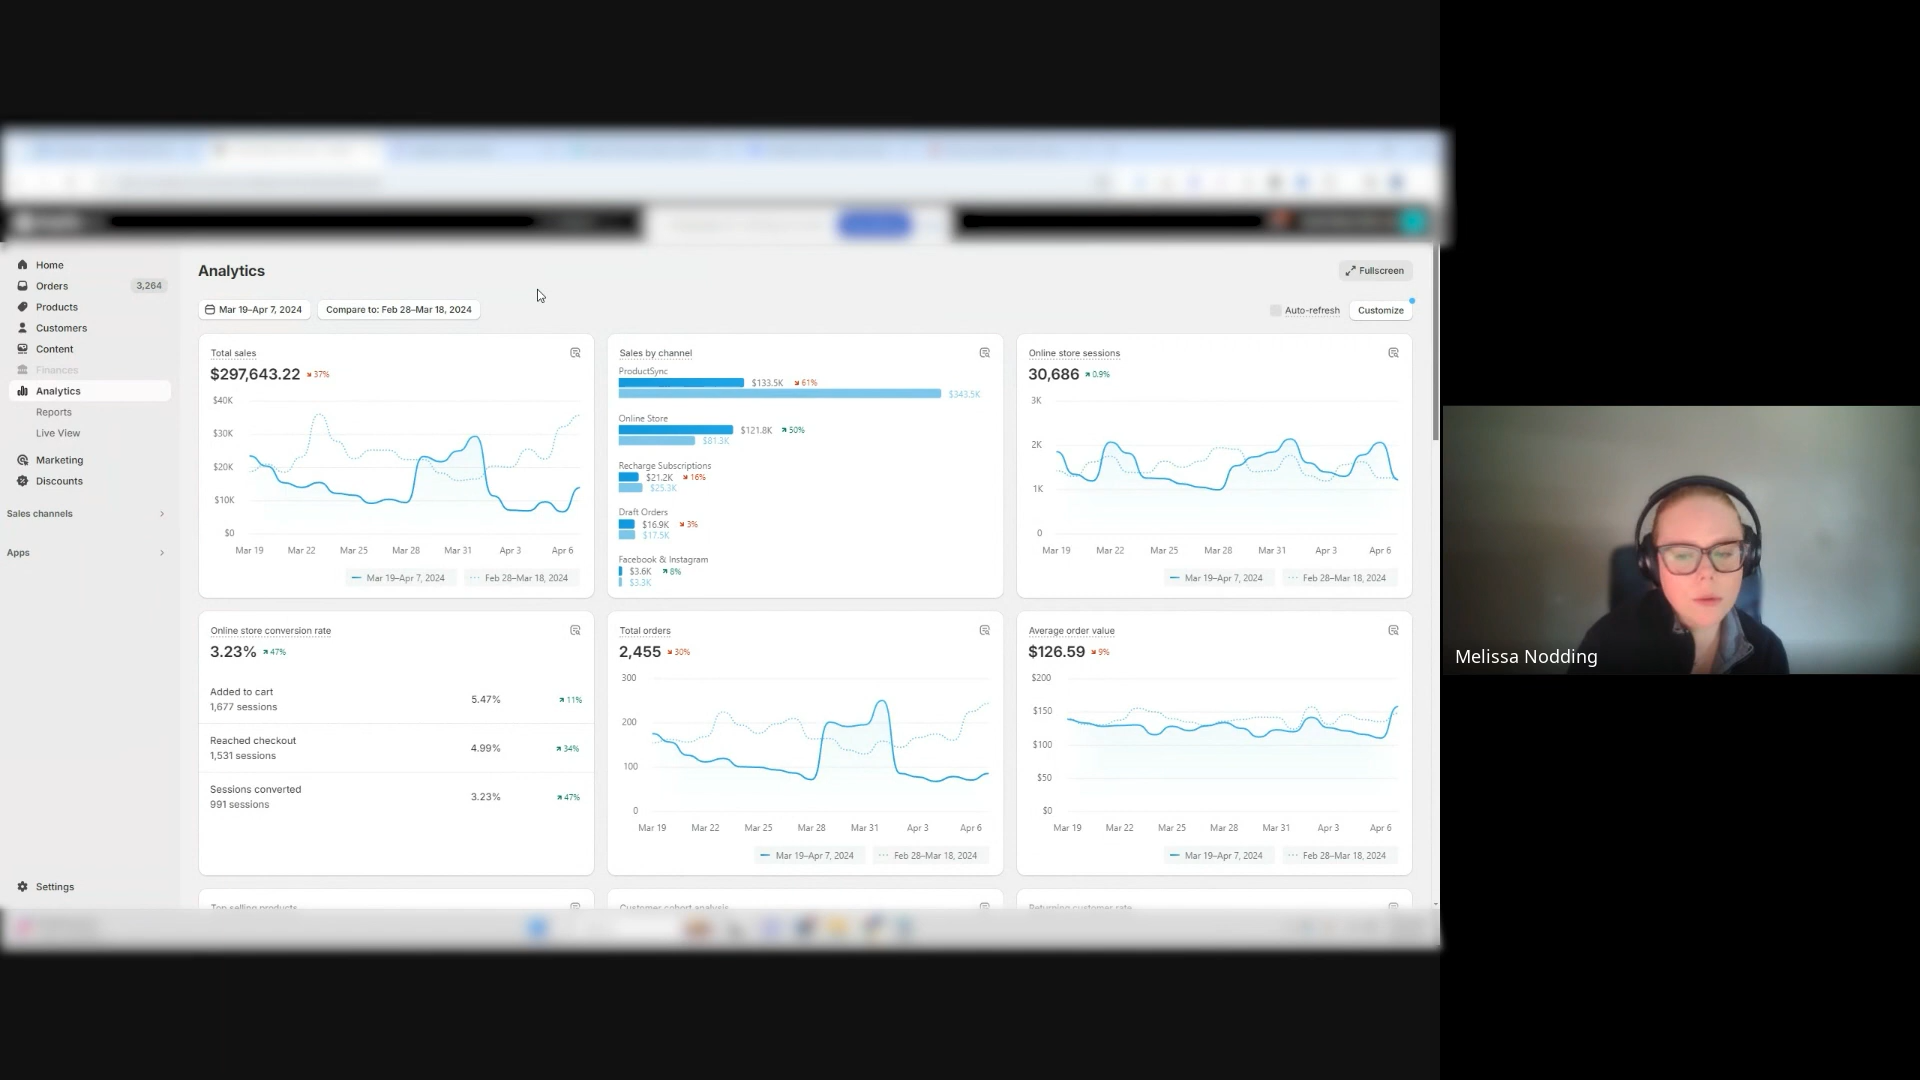 Home
Orders 3,264
Products
Customers
Content
Finances
Analytics
Reports
Live View
Marketing
Discounts
Sales channels
Apps
Settings
Analytics
Fullscreen
Mar 19–Apr 7, 2024 Compare to: Feb 28–Mar 18, 2024
Auto-refresh Customize
Total sales
$297,643.22 37%
$40K
$30K
$20K
$10K
$0
Mar 19 Mar 22 Mar 25 Mar 28 Mar 31 Apr 3 Apr 6
Mar 19–Apr 7, 2024 Feb 28–Mar 18, 2024
Sales by channel
ProductSync
$133.5K 61%
$343.5K
Online Store
$121.8K 50%
$81.3K
Recharge Subscriptions
$21.2K 16%
$25.3K
Draft Orders
$16.9K 3%
$17.5K
Facebook & Instagram
$3.6K 8%
$3.3K
Online store sessions
30,686 0.9%
3K
2K
1K
0
Mar 19 Mar 22 Mar 25 Mar 28 Mar 31 Apr 3 Apr 6
Mar 19–Apr 7, 2024 Feb 28–Mar 18, 2024
Online store conversion rate
3.23% 47%
Added to cart
1,677 sessions
5.47% 11%
Reached checkout
1,531 sessions
4.99% 34%
Sessions converted
991 sessions
3.23% 47%
Total orders
2,455 30%
300
200
100
0
Mar 19 Mar 22 Mar 25 Mar 28 Mar 31 Apr 3 Apr 6
Mar 19–Apr 7, 2024 Feb 28–Mar 18, 2024
Average order value
$126.59 9%
$200
$150
$100
$50
$0
Mar 19 Mar 22 Mar 25 Mar 28 Mar 31 Apr 3 Apr 6
Mar 19–Apr 7, 2024 Feb 28–Mar 18, 2024
Top selling products
Customer cohort analysis
Returning customer rate
Melissa Nodding